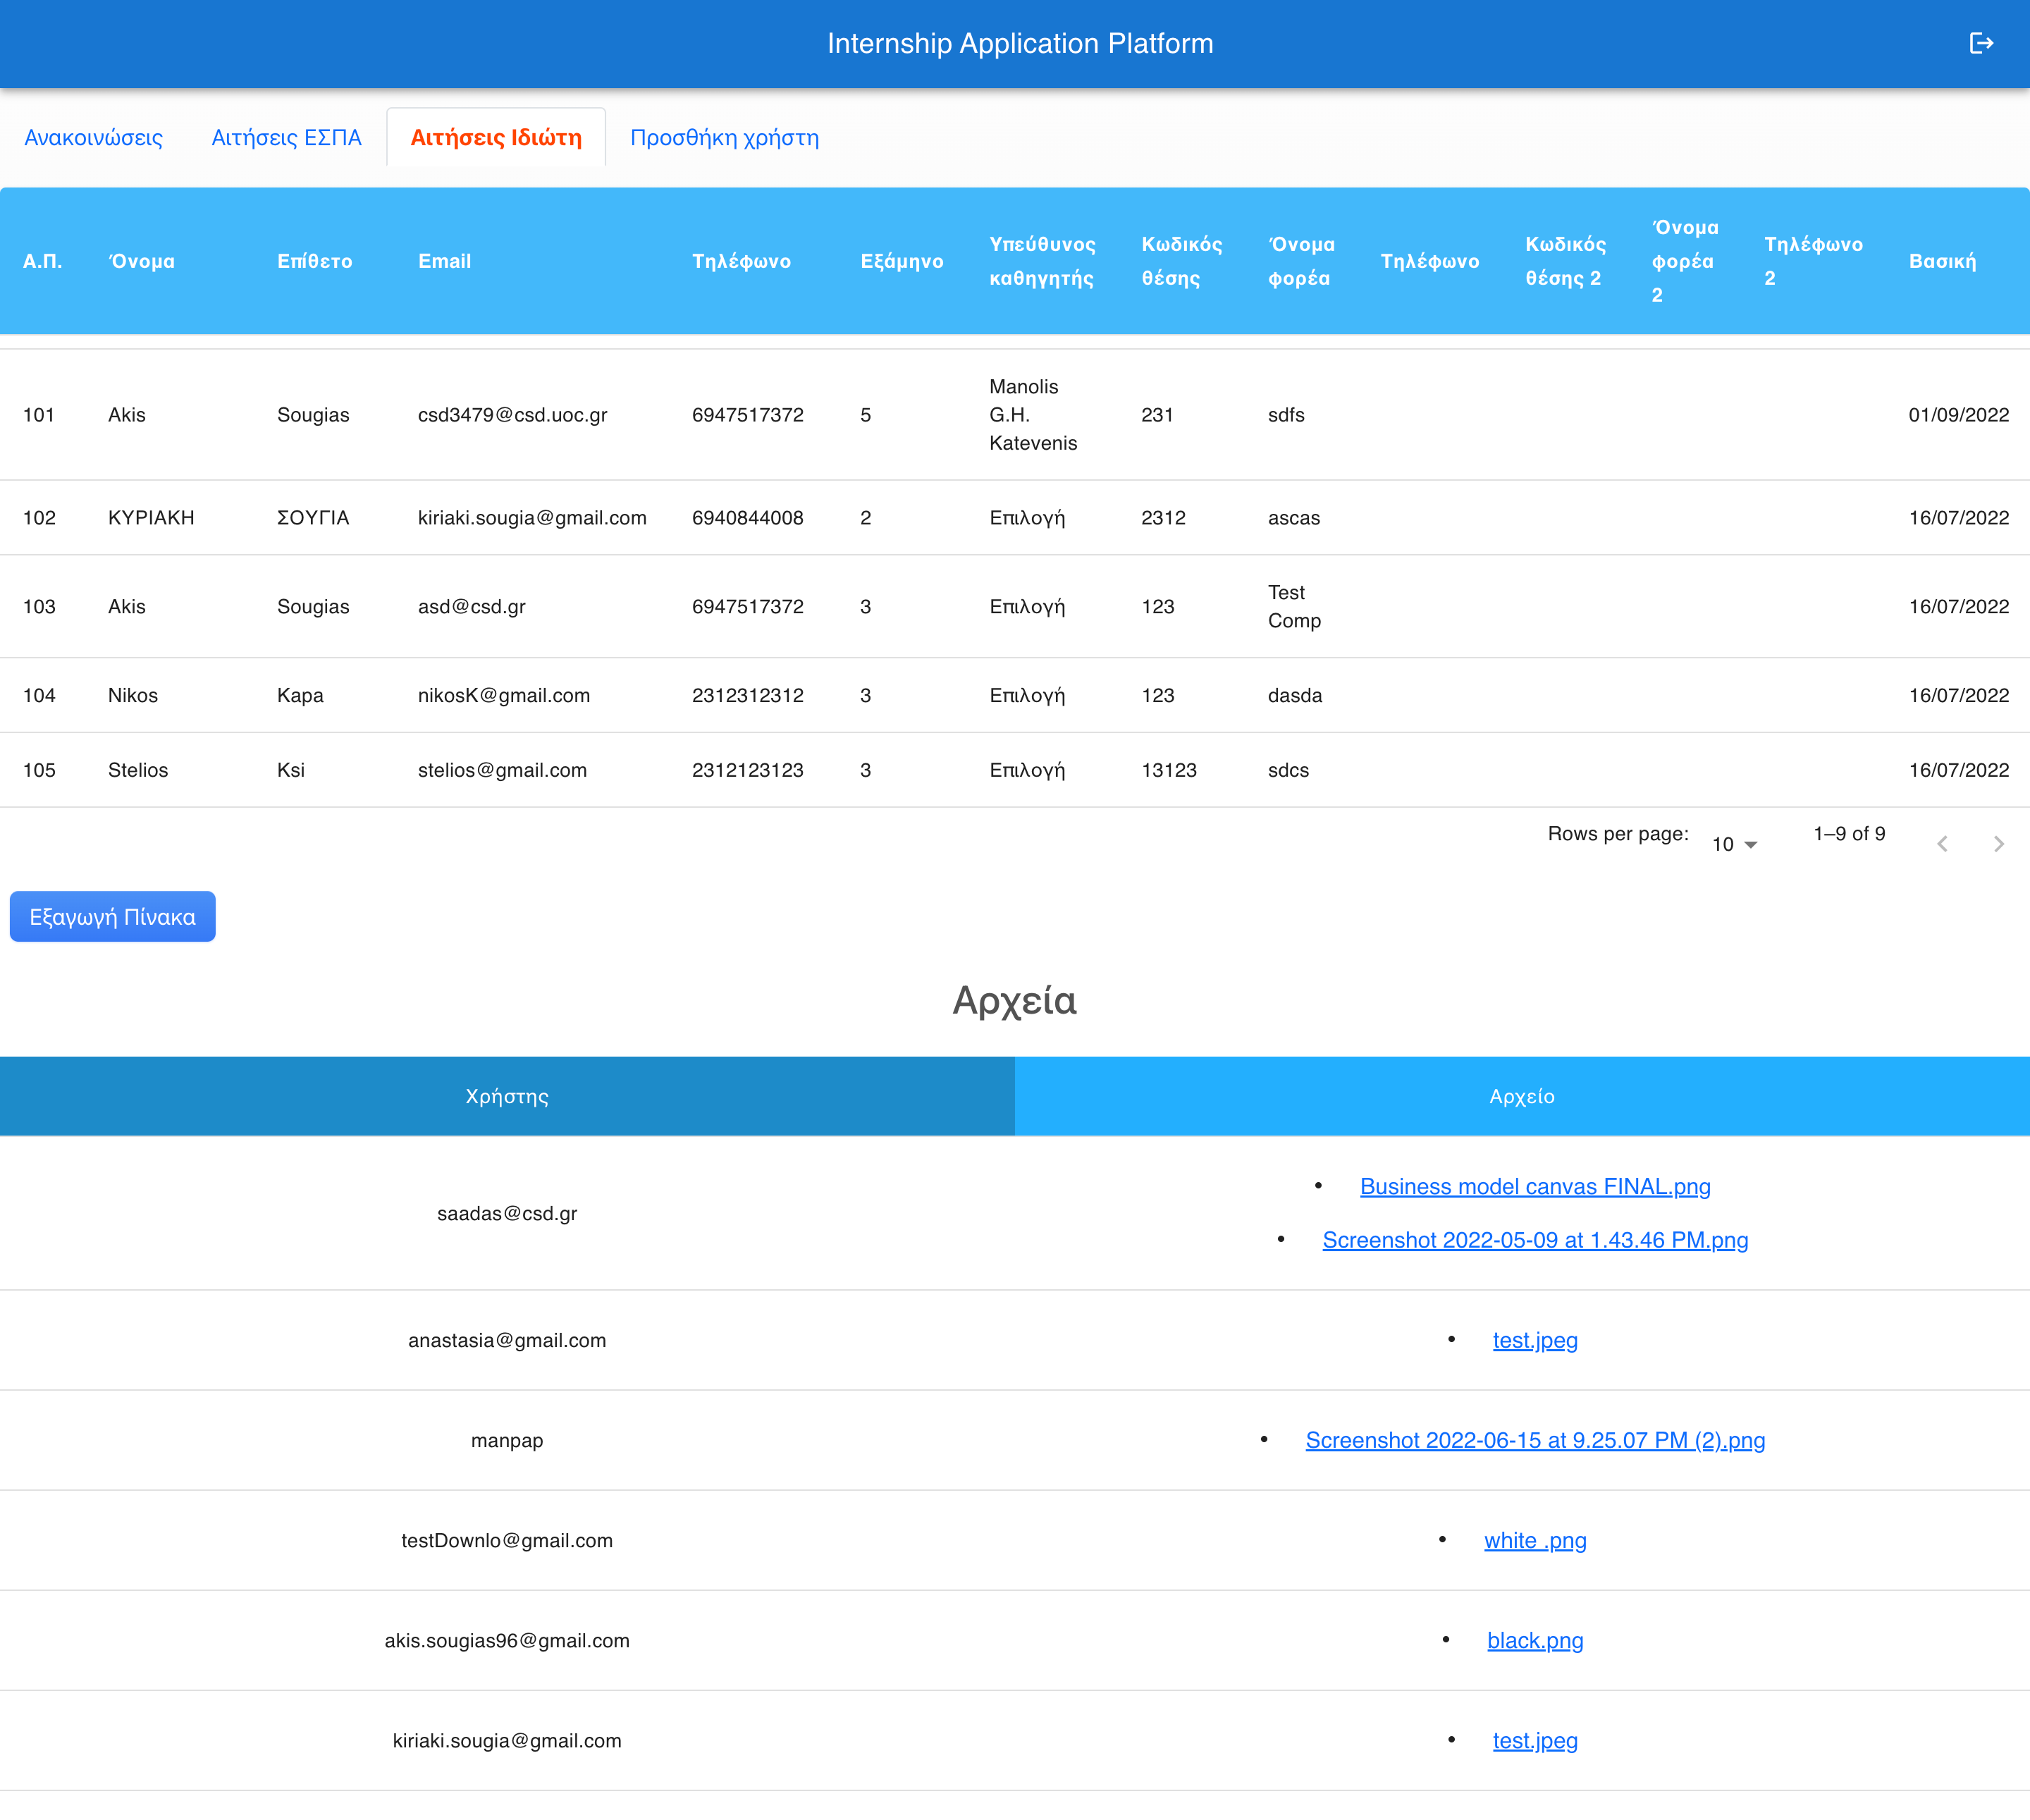 Internship Application Platform
Ανακοινώσεις Αιτήσεις ΕΣΠΑ Αιτήσεις Ιδιώτη Προσθήκη χρήστη
Α.Π. Όνομα Επίθετο Email Τηλέφωνο Εξάμηνο Υπεύθυνος καθηγητής Κωδικός θέσης Όνομα φορέα Τηλέφωνο Κωδικός θέσης 2 Όνομα φορέα 2 Τηλέφωνο 2 Βασική
101 Akis Sougias csd3479@csd.uoc.gr 6947517372 5 Manolis G.H. Katevenis 231 sdfs 01/09/2022
102 ΚΥΡΙΑΚΗ ΣΟΥΓΙΑ kiriaki.sougia@gmail.com 6940844008 2 Επιλογή 2312 ascas 16/07/2022
103 Akis Sougias asd@csd.gr 6947517372 3 Επιλογή 123 Test Comp 16/07/2022
104 Nikos Kapa nikosK@gmail.com 2312312312 3 Επιλογή 123 dasda 16/07/2022
105 Stelios Ksi stelios@gmail.com 2312123123 3 Επιλογή 13123 sdcs 16/07/2022
Rows per page: 10 1–9 of 9
Εξαγωγή Πίνακα
Αρχεία
Χρήστης Αρχείο
saadas@csd.gr
• Business model canvas FINAL.png
• Screenshot 2022-05-09 at 1.43.46 PM.png
anastasia@gmail.com • test.jpeg
manpap • Screenshot 2022-06-15 at 9.25.07 PM (2).png
testDownlo@gmail.com • white .png
akis.sougias96@gmail.com • black.png
kiriaki.sougia@gmail.com • test.jpeg